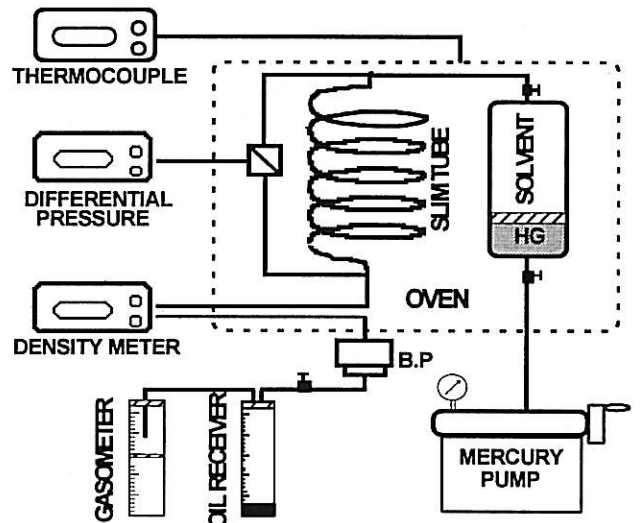 THERMOCOUPLE
DIFFERENTIAL
PRESSURE
DENSITY METER
SLIM TUBE
SOLVENT
HG
OVEN
B.P
GASOMETER
OIL RECEIVER
MERCURY
PUMP